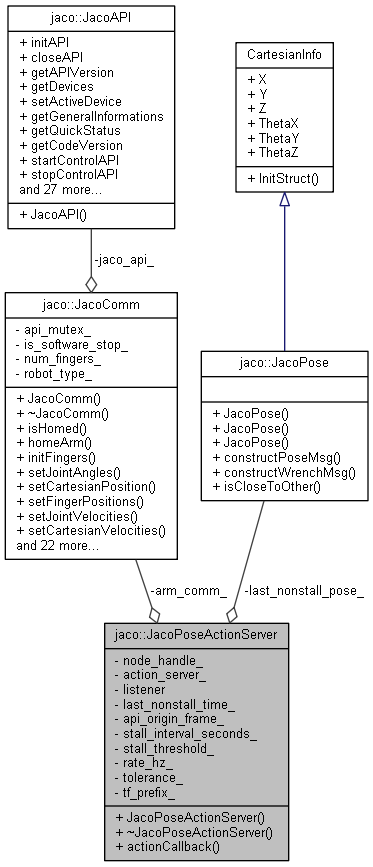 jaco::JacoAPI
+ initAPI
+ closeAPI
+ getAPIVersion
+ getDevices
+ setActiveDevice
+ getGeneralInformations
+ getQuickStatus
+ getCodeVersion
+ startControlAPI
+ stopControlAPI
and 27 more...
+ JacoAPI()
CartesianInfo
+ X
+ Y
+ Z
+ ThetaX
+ ThetaY
+ ThetaZ
+ InitStruct()
-jaco_api_
jaco::JacoComm
- api_mutex_
- is_software_stop_
- num_fingers_
- robot_type_
+ JacoComm()
+ ~JacoComm()
+ isHomed()
+ homeArm()
+ initFingers()
+ setJointAngles()
+ setCartesianPosition()
+ setFingerPositions()
+ setJointVelocities()
+ setCartesianVelocities()
and 22 more...
jaco::JacoPose
+ JacoPose()
+ JacoPose()
+ JacoPose()
+ constructPoseMsg()
+ constructWrenchMsg()
+ isCloseToOther()
-arm_comm_
-last_nonstall_pose_
jaco::JacoPoseActionServer
- node_handle_
- action_server_
- listener
- last_nonstall_time_
- api_origin_frame_
- stall_interval_seconds_
- stall_threshold_
- rate_hz_
- tolerance_
- tf_prefix_
+ JacoPoseActionServer()
+ ~JacoPoseActionServer()
+ actionCallback()